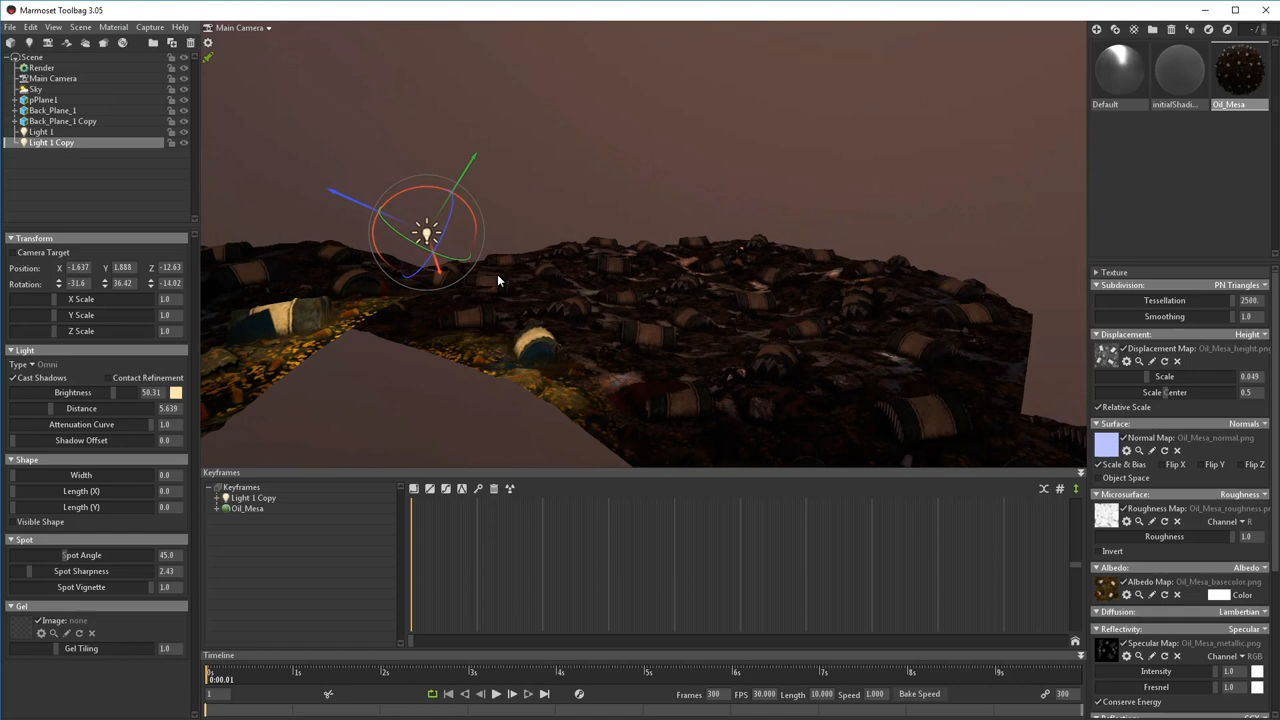 Marmoset Toolbag 3.05
File Edit View Scene Material Capture Help
Main Camera
Scene
Render
Main Camera
Sky
pPlane1
Back_Plane_1
Back_Plane_1 Copy
Light 1
Light 1 Copy
Transform
Camera Target
Position: X -1.637 Y 1.888 Z -12.63
Rotation: -31.6 36.42 -14.02
X Scale 1.0
Y Scale 1.0
Z Scale 1.0
Light
Type Omni
Cast Shadows Contact Refinement
Brightness 50.31
Distance 5.639
Attenuation Curve 1.0
Shadow Offset 0.0
Shape
Width 0.0
Length (X) 0.0
Length (Y) 0.0
Visible Shape
Spot
Spot Angle 45.0
Spot Sharpness 2.43
Spot Vignette 1.0
Gel
Image: none
Gel Tiling 1.0
Keyframes
Keyframes
Light 1 Copy
Oil_Mesa
Timeline
0s 1s 2s 3s 4s 5s 6s 7s 8s 9s
0:00.01
1 Frames 300 FPS 30.000 Length 10.000 Speed 1.000 Bake Speed 300
Default initialShadi... Oil_Mesa
Texture
Subdivision: PN Triangles
Tessellation 2500.
Smoothing 1.0
Displacement: Height
Displacement Map: Oil_Mesa_height.png
Scale 0.049
Scale Center 0.5
Relative Scale
Surface: Normals
Normal Map: Oil_Mesa_normal.png
Scale & Bias Flip X Flip Y Flip Z
Object Space
Microsurface: Roughness
Roughness Map: Oil_Mesa_roughness.pn
Channel R
Roughness 1.0
Invert
Albedo: Albedo
Albedo Map: Oil_Mesa_basecolor.png
Color
Diffusion: Lambertian
Reflectivity: Specular
Specular Map: Oil_Mesa_metallic.png
Channel RGB
Intensity 1.0
Fresnel 1.0
Conserve Energy